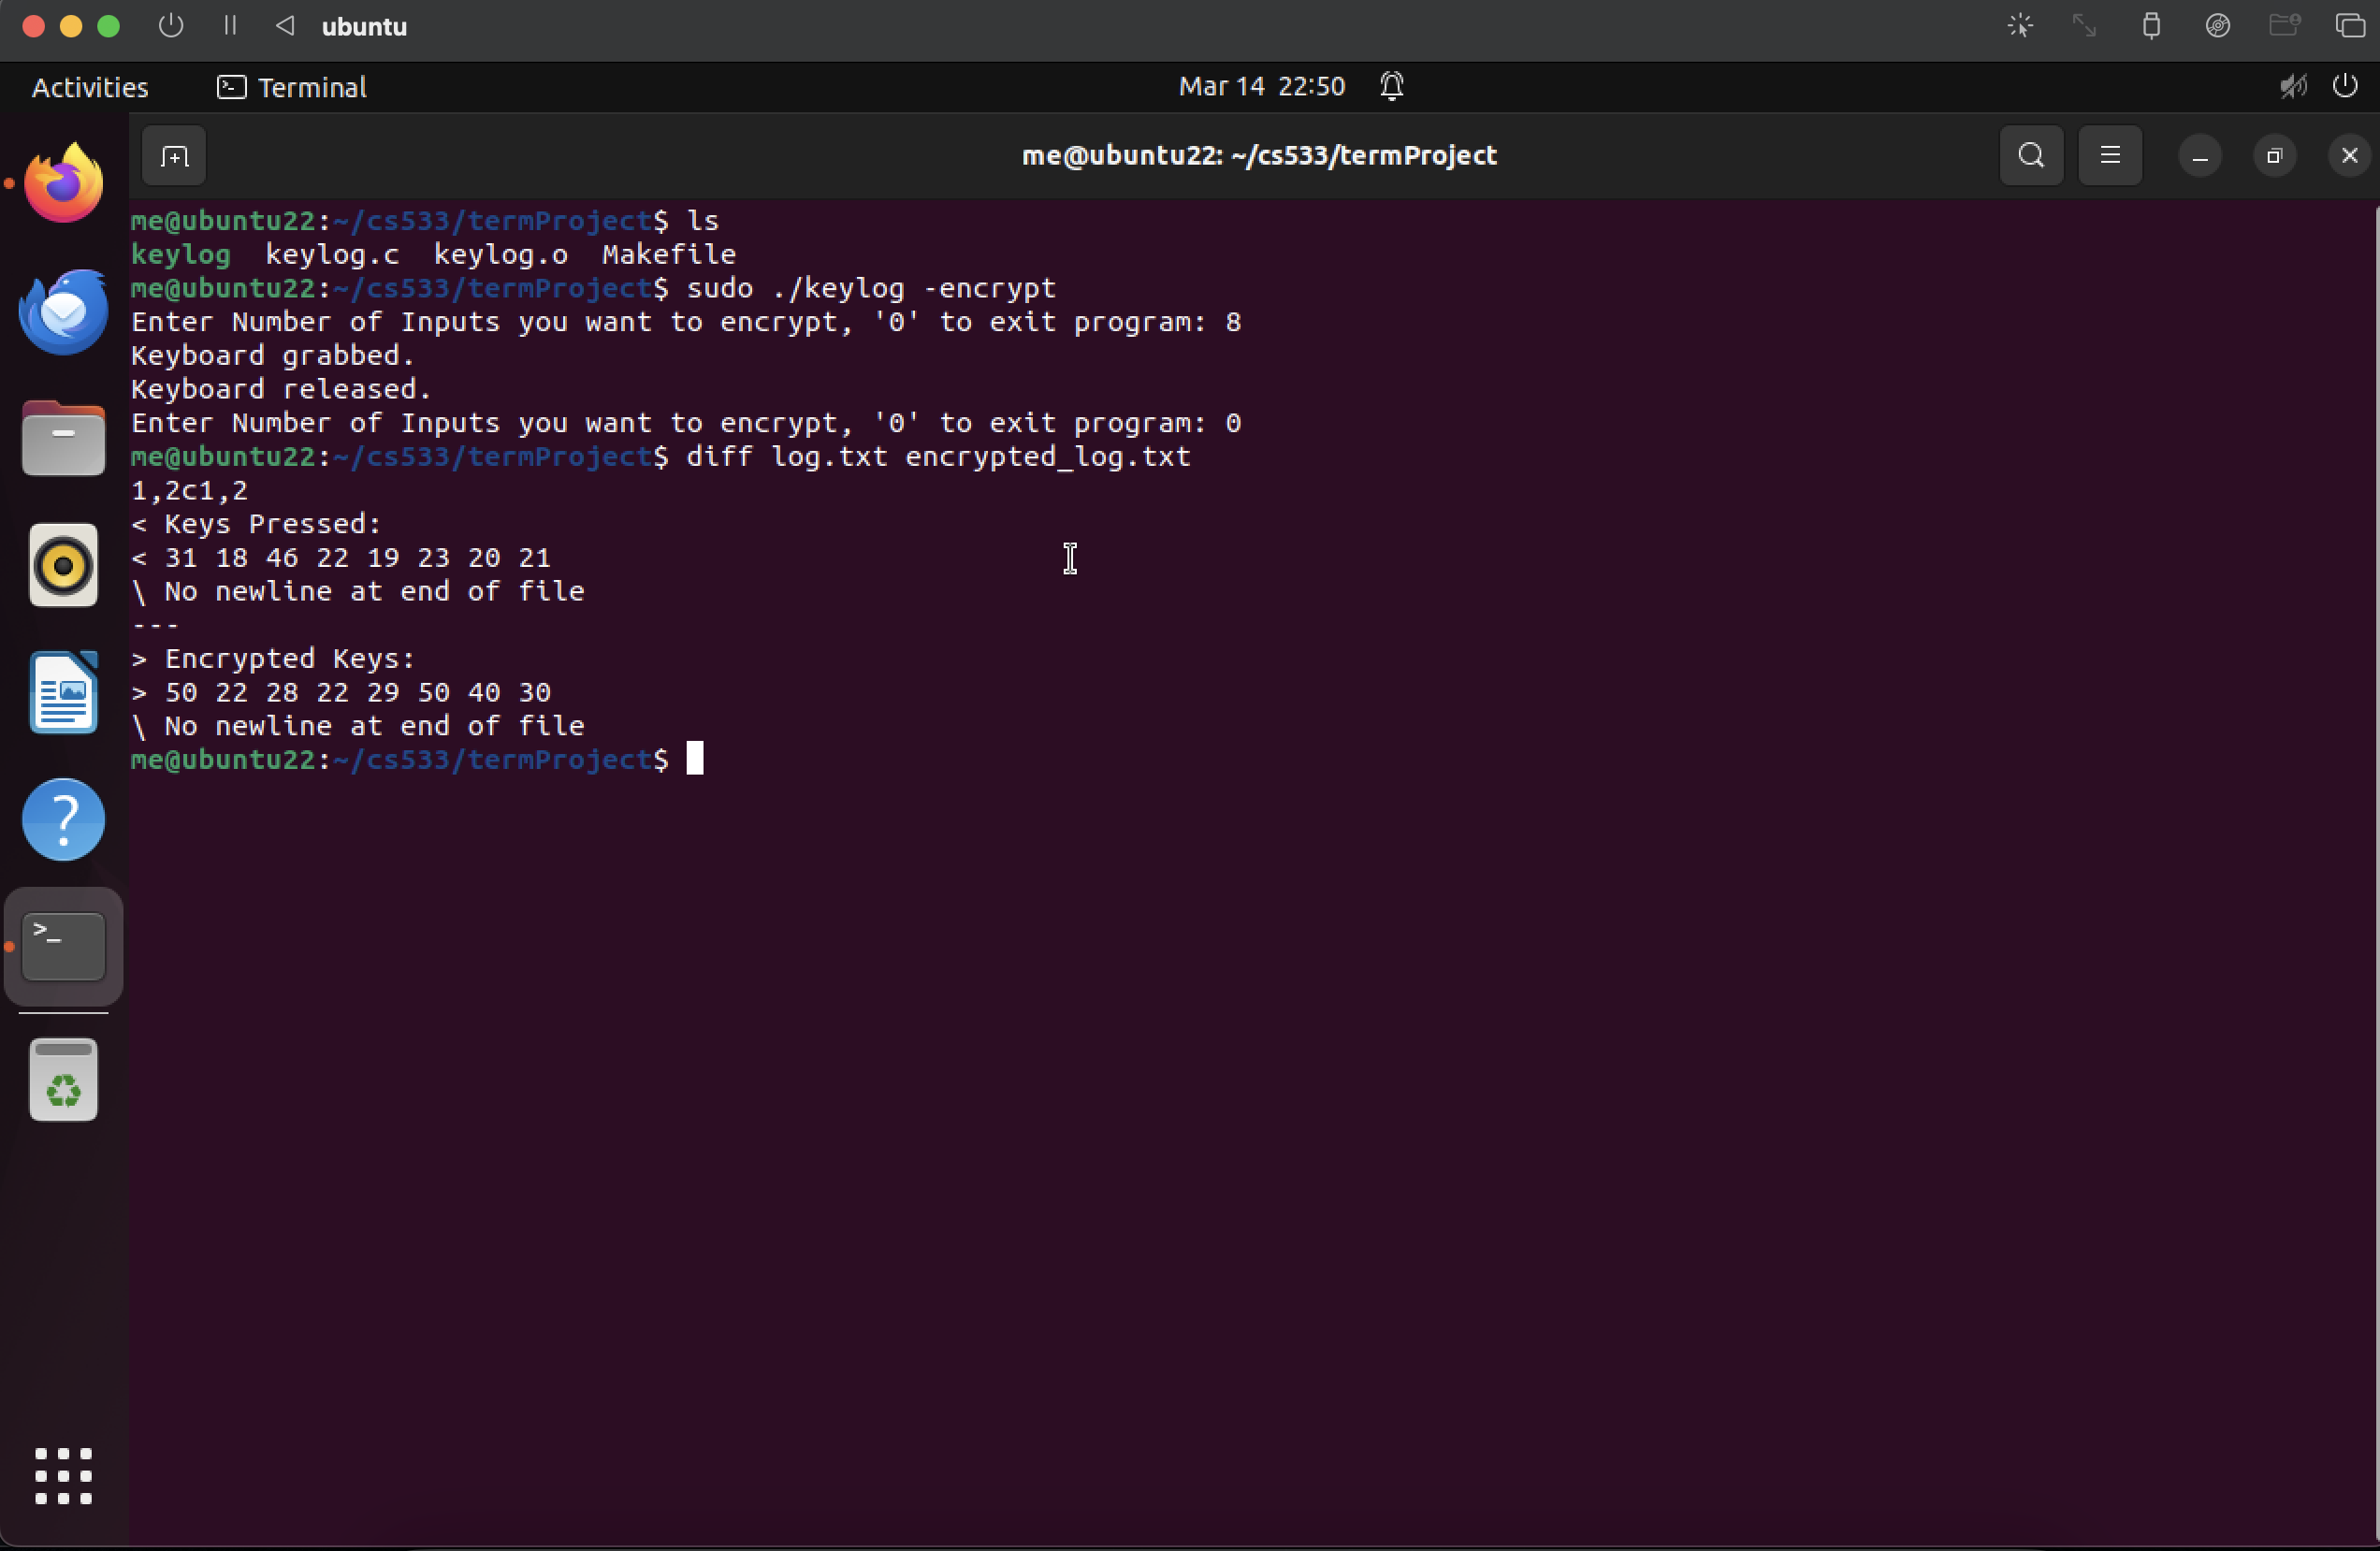 ubuntu
Activities Terminal Mar 14 22:50
me@ubuntu22: ~/cs533/termProject
me@ubuntu22:~/cs533/termProject$ ls
keylog keylog.c keylog.o Makefile
me@ubuntu22:~/cs533/termProject$ sudo ./keylog -encrypt
Enter Number of Inputs you want to encrypt, '0' to exit program: 8
Keyboard grabbed.
Keyboard released.
Enter Number of Inputs you want to encrypt, '0' to exit program: 0
me@ubuntu22:~/cs533/termProject$ diff log.txt encrypted_log.txt
1,2c1,2
< Keys Pressed:
< 31 18 46 22 19 23 20 21
\ No newline at end of file
---
> Encrypted Keys:
> 50 22 28 22 29 50 40 30
\ No newline at end of file
me@ubuntu22:~/cs533/termProject$